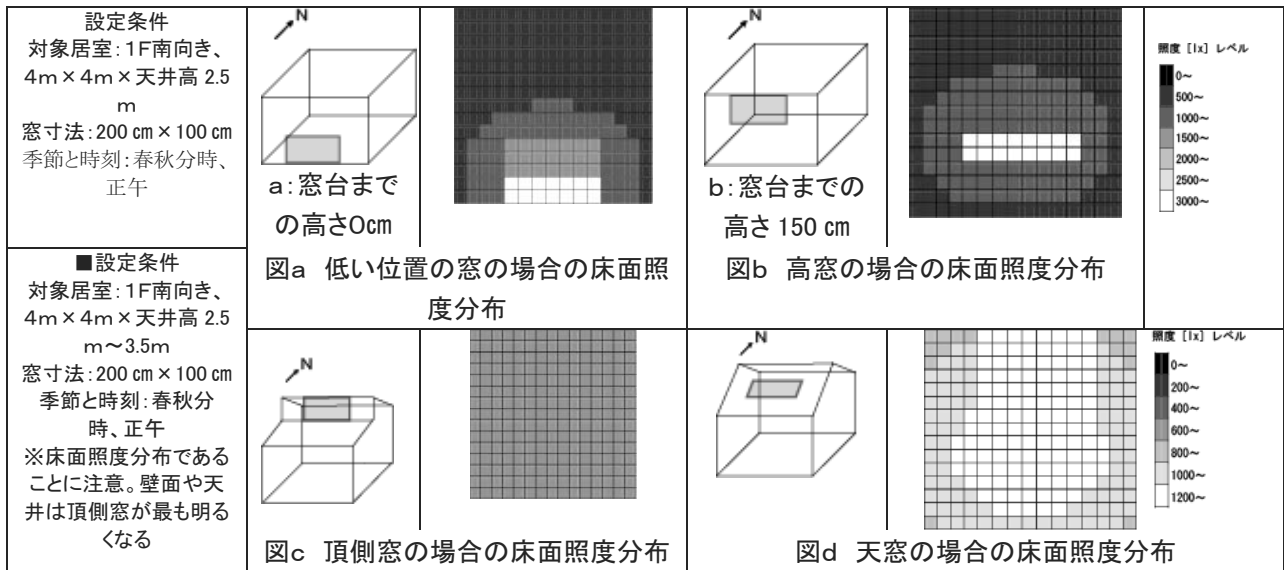 設定条件
対象居室：1F南向き、
4m×4m×天井高 2.5
m
窓寸法：200 ㎝×100 ㎝
季節と時刻：春秋分時、
正午
N
a：窓台まで
の高さ0cm
図a 低い位置の窓の場合の床面照
度分布
N
b：窓台までの
高さ 150 ㎝
図b 高窓の場合の床面照度分布
照度 [lx] レベル
0～
500～
1000～
1500～
2000～
2500～
3000～
■設定条件
対象居室：1F南向き、
4m×4m×天井高 2.5
m～3.5m
窓寸法：200 ㎝×100 ㎝
季節と時刻：春秋分
時、正午
※床面照度分布である
ことに注意。壁面や天
井は頂側窓が最も明る
くなる
N
図c 頂側窓の場合の床面照度分布
N
図d 天窓の場合の床面照度分布
照度 [lx] レベル
0～
200～
400～
600～
800～
1000～
1200～